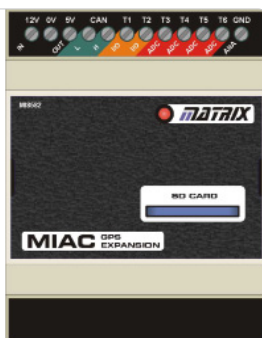 12V 0V 5V CAN T1 T2 T3 T4 T5 T6 GND
IN OUT L H I/O I/O ADC ADC ADC ADC ANA
MATRIX
SD CARD
MIAC GPS EXPANSION